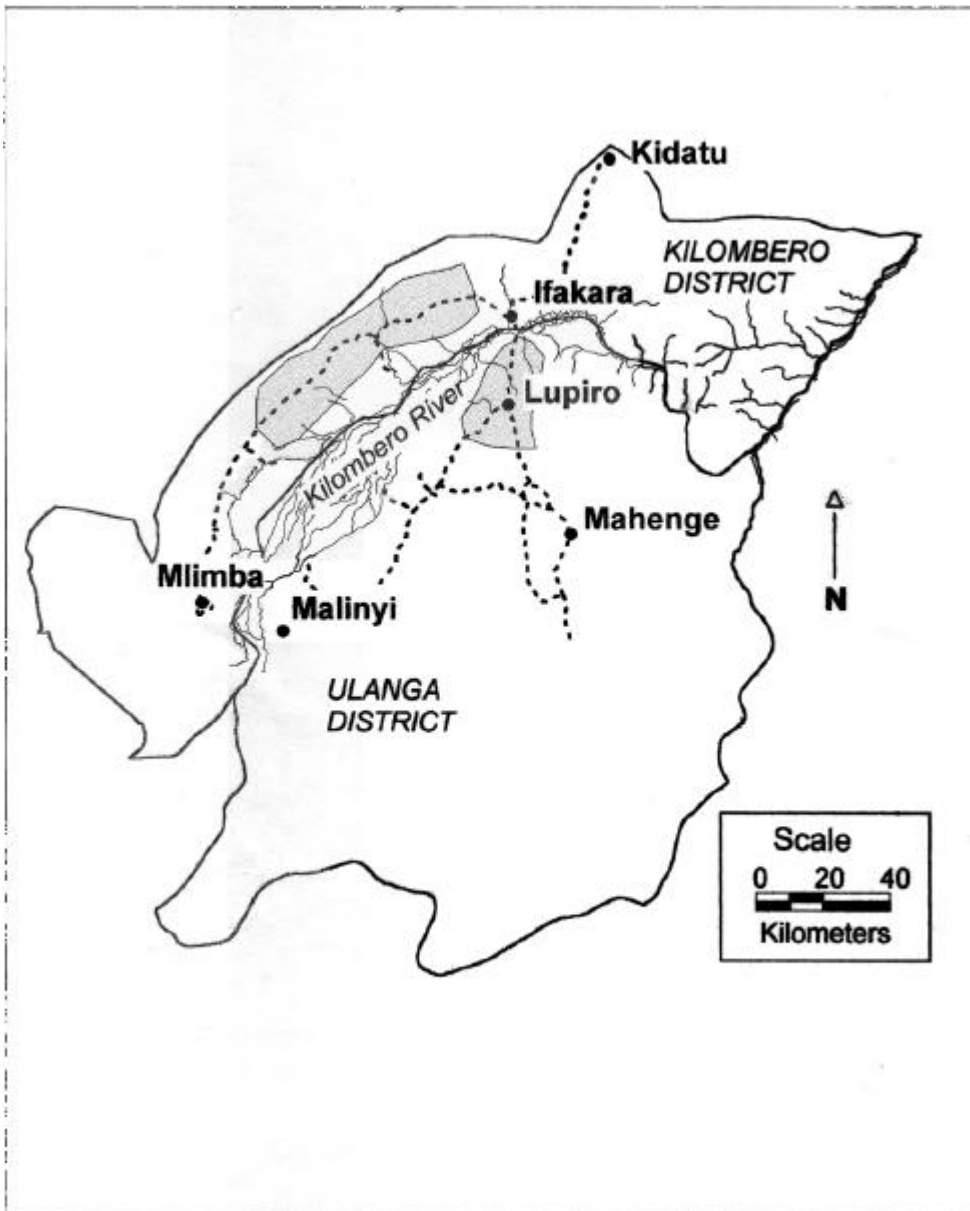 Kidatu
KILOMBERO
DISTRICT
Ifakara
Lupiro
Kilombero River
Mahenge
N
Mlimba
Malinyi
ULANGA
DISTRICT
Scale
0 20 40
Kilometers